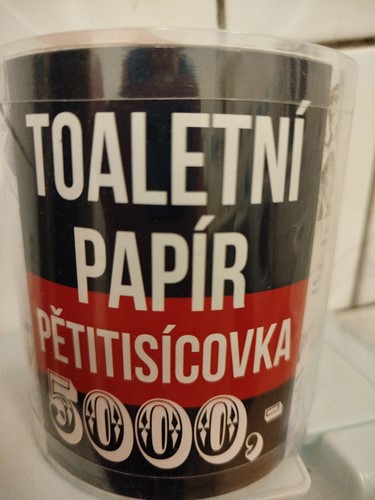 TOALETNÍ
PAPÍR
PĚTITISÍCOVKA
5000,-